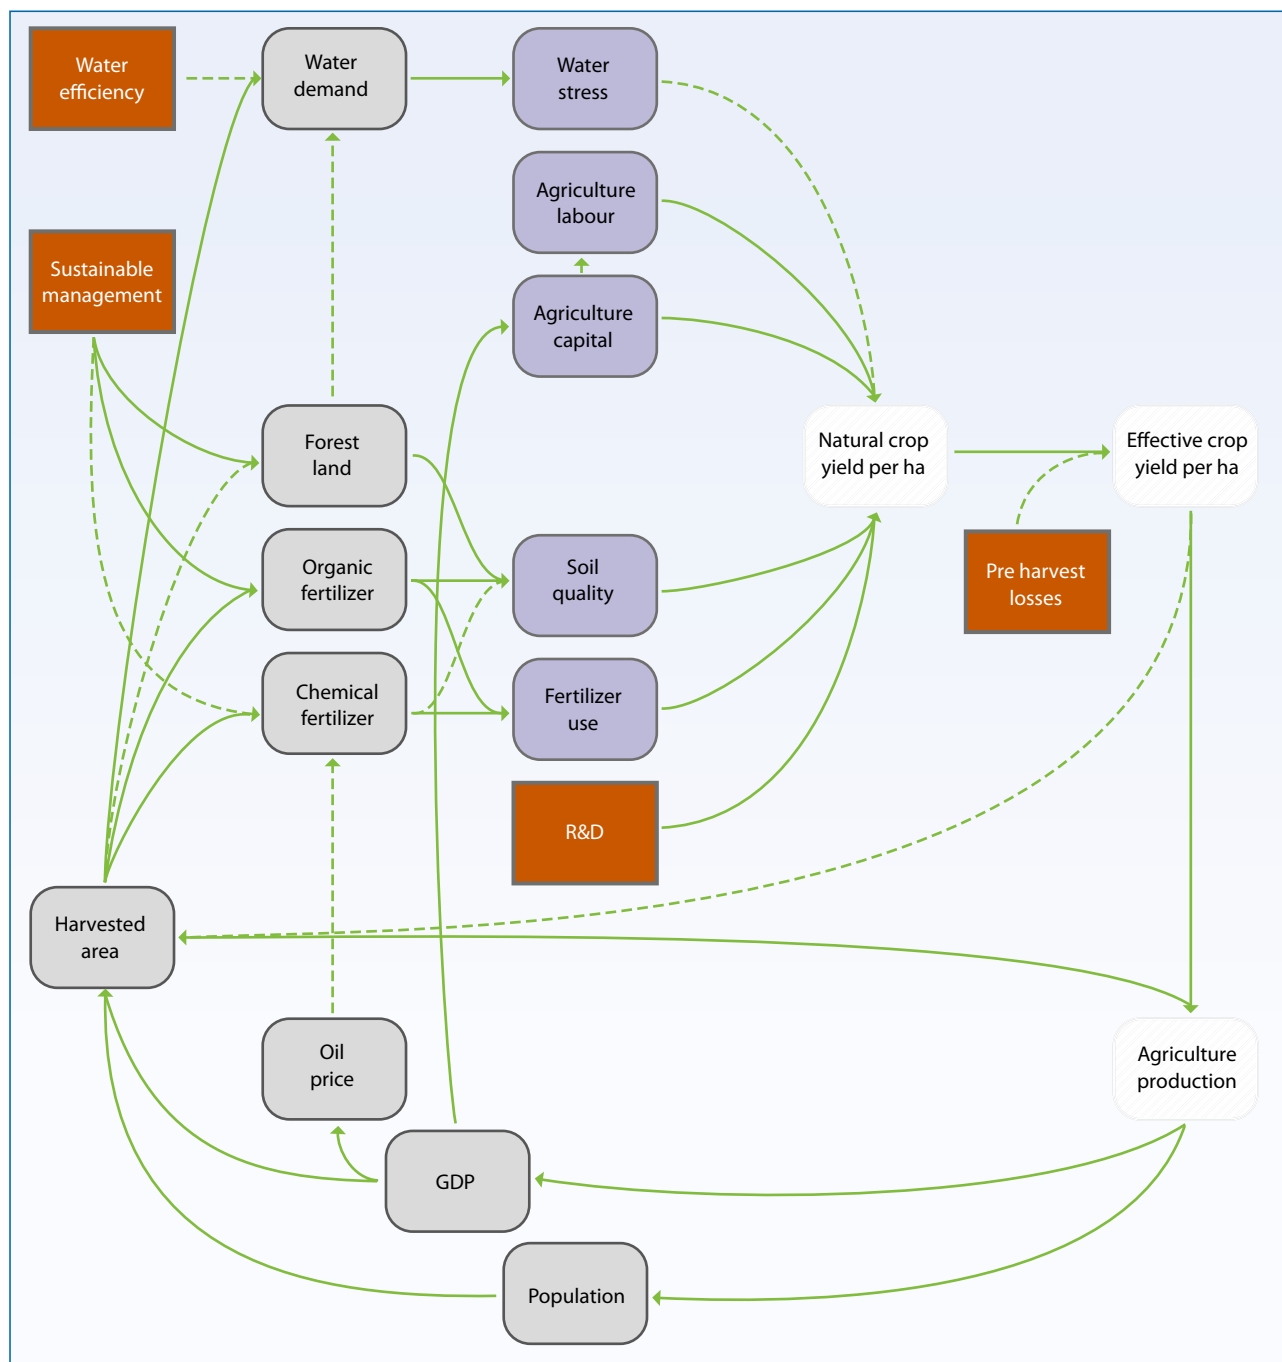 Water
efficiency
Water
demand
Water
stress
Agriculture
labour
Sustainable
management
Agriculture
capital
Forest
land
Natural crop
yield per ha
Effective crop
yield per ha
Organic
fertilizer
Soil
quality
Pre harvest
losses
Chemical
fertilizer
Fertilizer
use
R&D
Harvested
area
Oil
price
Agriculture
production
GDP
Population